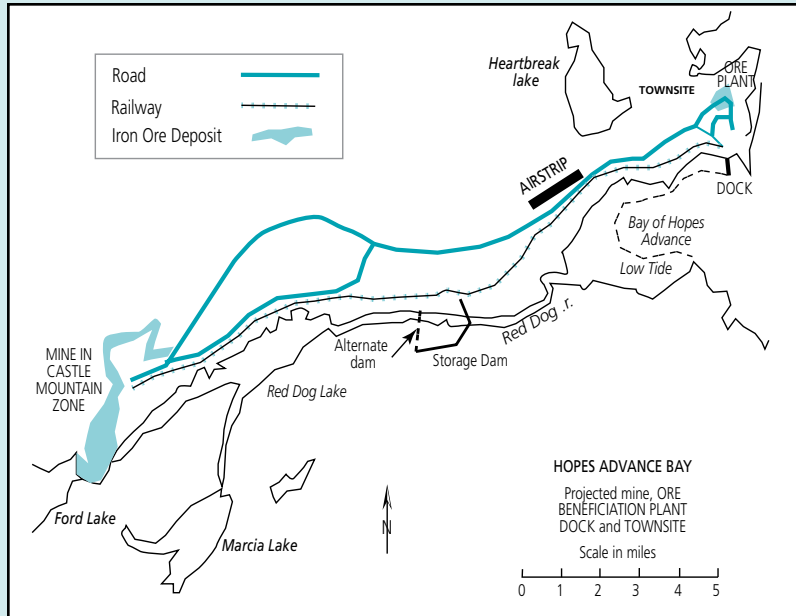 Heartbreak
lake
ORE
PLANT
TOWNSITE
Road
Railway
Iron Ore Deposit
AIRSTRIP
DOCK
Bay of Hopes
Advance
Low Tide
Red Dog .r.
Alternate
dam
Storage Dam
MINE IN
CASTLE
MOUNTAIN
ZONE
Red Dog Lake
Ford Lake
Marcia Lake
N
HOPES ADVANCE BAY
Projected mine, ORE
BENEFICIATION PLANT
DOCK and TOWNSITE
Scale in miles
0 1 2 3 4 5